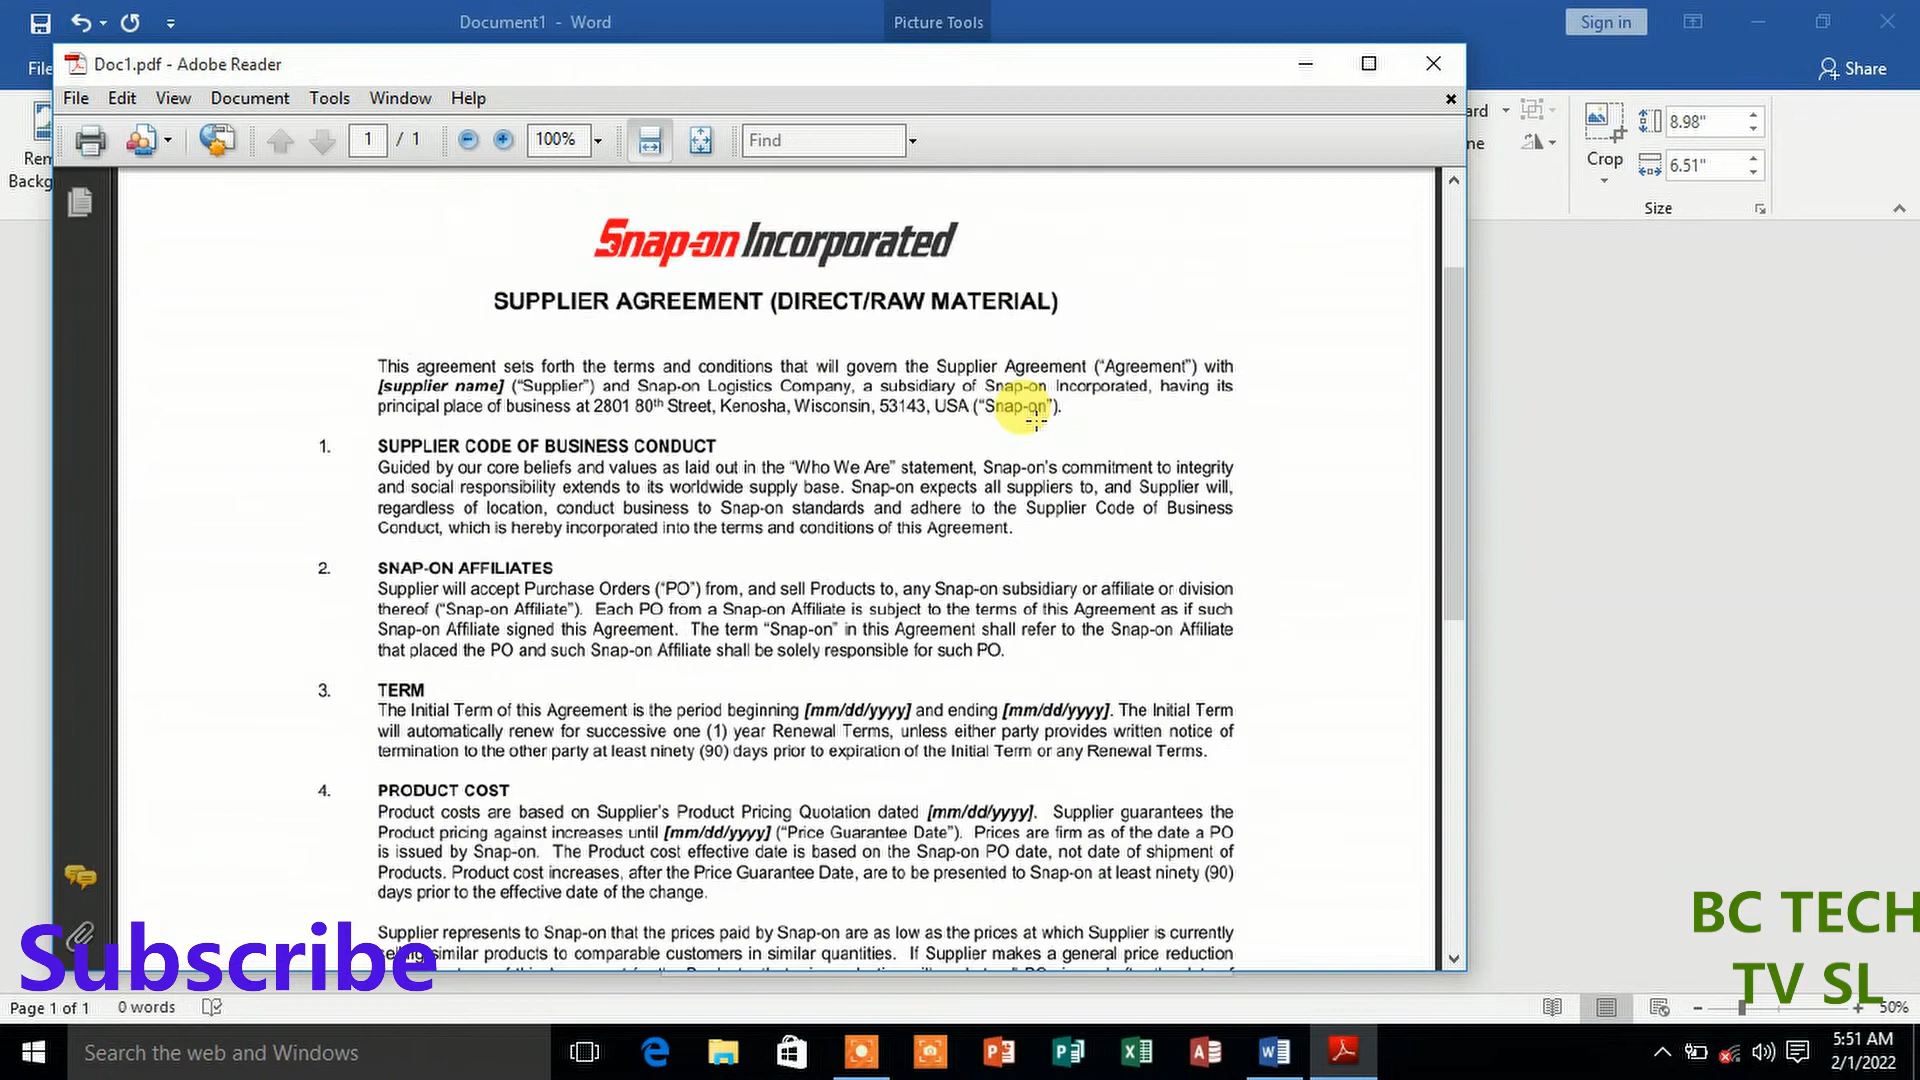 Document1 - Word
Picture Tools
Sign in
File
Share
Doc1.pdf - Adobe Reader
File Edit View Document Tools Window Help
1 / 1
100%
Find
Crop
8.98"
6.51"
Size
Snap-on Incorporated
SUPPLIER AGREEMENT (DIRECT/RAW MATERIAL)
This agreement sets forth the terms and conditions that will govern the Supplier Agreement (“Agreement”) with
[supplier name] (“Supplier”) and Snap-on Logistics Company, a subsidiary of Snap-on Incorporated, having its
principal place of business at 2801 80th Street, Kenosha, Wisconsin, 53143, USA (“Snap-on”).
1. SUPPLIER CODE OF BUSINESS CONDUCT
Guided by our core beliefs and values as laid out in the “Who We Are” statement, Snap-on's commitment to integrity
and social responsibility extends to its worldwide supply base. Snap-on expects all suppliers to, and Supplier will,
regardless of location, conduct business to Snap-on standards and adhere to the Supplier Code of Business
Conduct, which is hereby incorporated into the terms and conditions of this Agreement.
2. SNAP-ON AFFILIATES
Supplier will accept Purchase Orders (“PO”) from, and sell Products to, any Snap-on subsidiary or affiliate or division
thereof (“Snap-on Affiliate”). Each PO from a Snap-on Affiliate is subject to the terms of this Agreement as if such
Snap-on Affiliate signed this Agreement. The term “Snap-on” in this Agreement shall refer to the Snap-on Affiliate
that placed the PO and such Snap-on Affiliate shall be solely responsible for such PO.
3. TERM
The Initial Term of this Agreement is the period beginning [mm/dd/yyyy] and ending [mm/dd/yyyy]. The Initial Term
will automatically renew for successive one (1) year Renewal Terms, unless either party provides written notice of
termination to the other party at least ninety (90) days prior to expiration of the Initial Term or any Renewal Terms.
4. PRODUCT COST
Product costs are based on Supplier's Product Pricing Quotation dated [mm/dd/yyyy]. Supplier guarantees the
Product pricing against increases until [mm/dd/yyyy] (“Price Guarantee Date”). Prices are firm as of the date a PO
is issued by Snap-on. The Product cost effective date is based on the Snap-on PO date, not date of shipment of
Products. Product cost increases, after the Price Guarantee Date, are to be presented to Snap-on at least ninety (90)
days prior to the effective date of the change.
Supplier represents to Snap-on that the prices paid by Snap-on are as low as the prices at which Supplier is currently
similar products to comparable customers in similar quantities. If Supplier makes a general price reduction
Subscribe
BC TECH
TV SL
Page 1 of 1 0 words
50%
Search the web and Windows
5:51 AM
2/1/2022